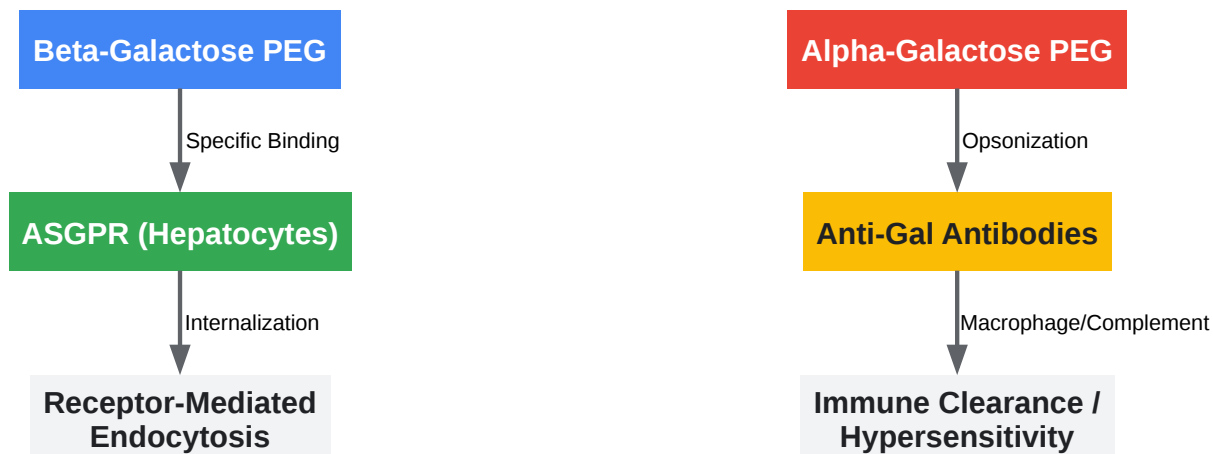 Beta-Galactose PEG
Alpha-Galactose PEG
Specific Binding
Opsonization
ASGPR (Hepatocytes)
Anti-Gal Antibodies
Internalization
Macrophage/Complement
Receptor-Mediated
Endocytosis
Immune Clearance /
Hypersensitivity